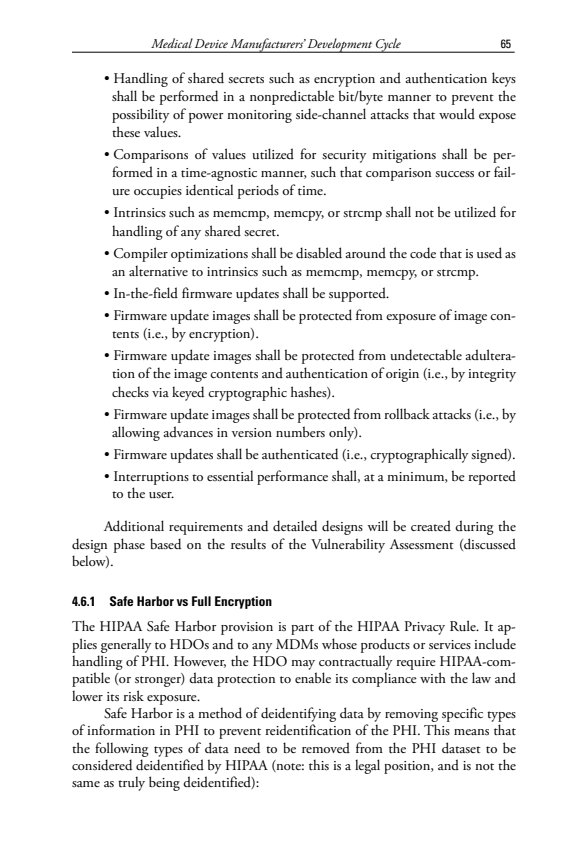 Medical Device Manufacturers' Development Cycle 65
• Handling of shared secrets such as encryption and authentication keys
shall be performed in a nonpredictable bit/byte manner to prevent the
possibility of power monitoring side-channel attacks that would expose
these values.
• Comparisons of values utilized for security mitigations shall be per-
formed in a time-agnostic manner, such that comparison success or fail-
ure occupies identical periods of time.
• Intrinsics such as memcmp, memcpy, or strcmp shall not be utilized for
handling of any shared secret.
• Compiler optimizations shall be disabled around the code that is used as
an alternative to intrinsics such as memcmp, memcpy, or strcmp.
• In-the-field firmware updates shall be supported.
• Firmware update images shall be protected from exposure of image con-
tents (i.e., by encryption).
• Firmware update images shall be protected from undetectable adultera-
tion of the image contents and authentication of origin (i.e., by integrity
checks via keyed cryptographic hashes).
• Firmware update images shall be protected from rollback attacks (i.e., by
allowing advances in version numbers only).
• Firmware updates shall be authenticated (i.e., cryptographically signed).
• Interruptions to essential performance shall, at a minimum, be reported
to the user.
Additional requirements and detailed designs will be created during the
design phase based on the results of the Vulnerability Assessment (discussed
below).
4.6.1 Safe Harbor vs Full Encryption
The HIPAA Safe Harbor provision is part of the HIPAA Privacy Rule. It ap-
plies generally to HDOs and to any MDMs whose products or services include
handling of PHI. However, the HDO may contractually require HIPAA-com-
patible (or stronger) data protection to enable its compliance with the law and
lower its risk exposure.
Safe Harbor is a method of deidentifying data by removing specific types
of information in PHI to prevent reidentification of the PHI. This means that
the following types of data need to be removed from the PHI dataset to be
considered deidentified by HIPAA (note: this is a legal position, and is not the
same as truly being deidentified):